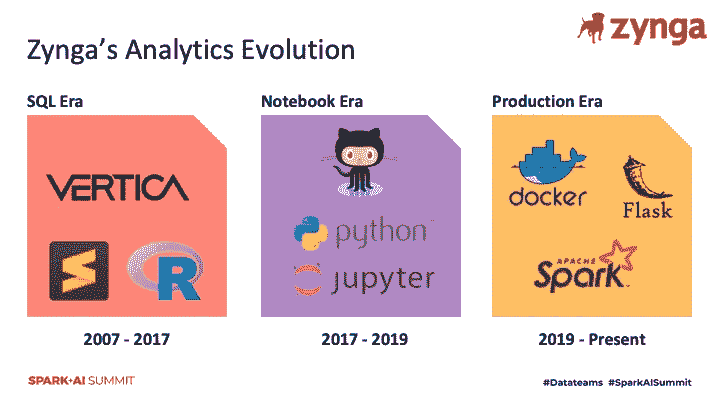 zynga
Zynga's Analytics Evolution
SQL Era
Notebook Era
Production Era
VERTICA
R
python
jupyter
docker
Flask
APACHE
Spark
2007 - 2017
2017 - 2019
2019 - Present
SPARK+AI SUMMIT
#Datateams #SparkAISummit